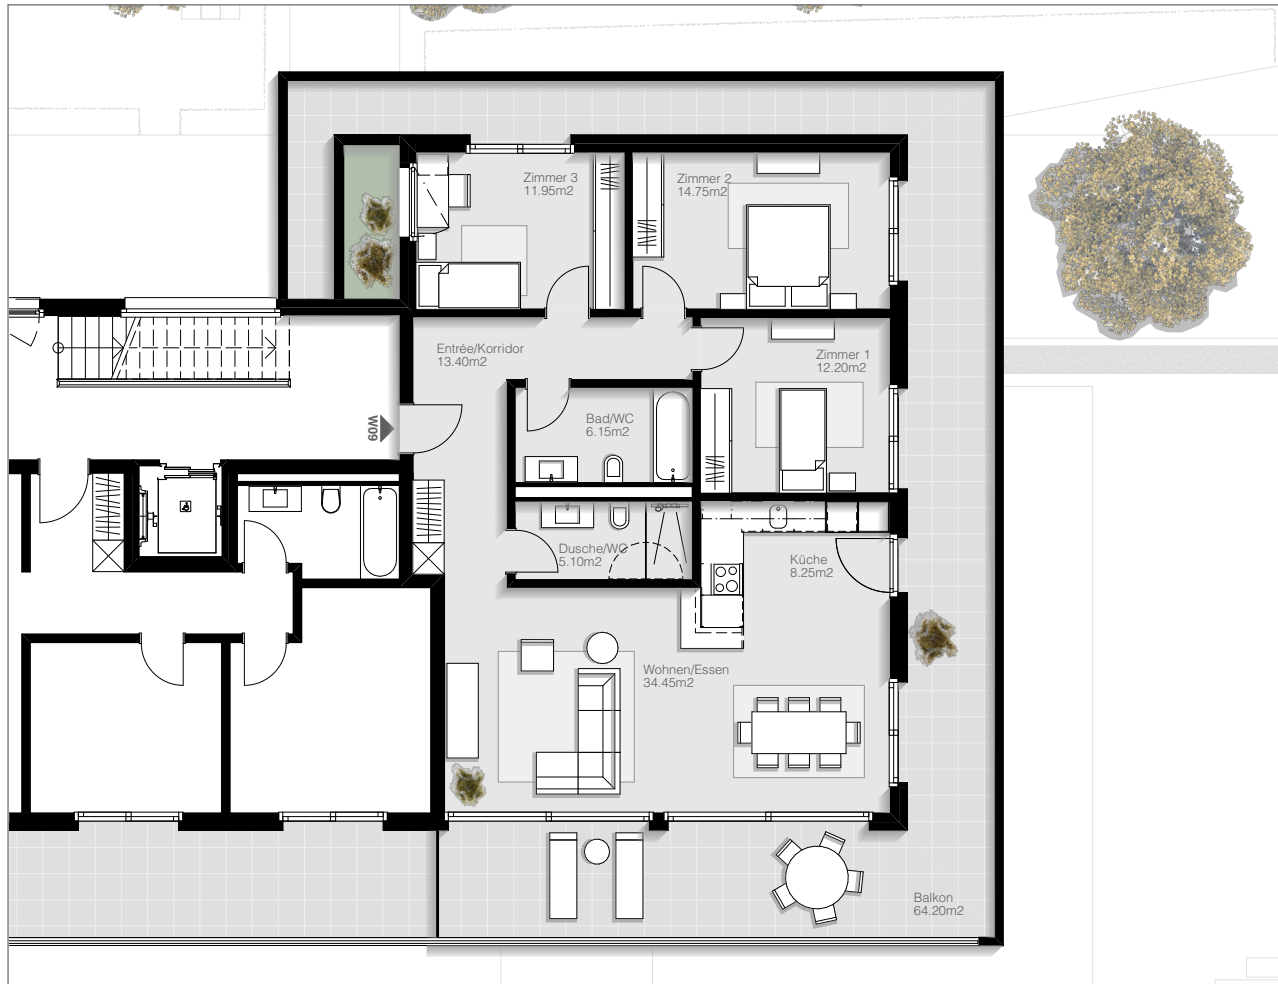 Zimmer 3
11.95m2
Zimmer 2
14.75m2
Entrée/Korridor
13.40m2
Zimmer 1
12.20m2
W09
Bad/WC
6.15m2
Dusche/WC
5.10m2
Küche
8.25m2
Wohnen/Essen
34.45m2
Balkon
64.20m2